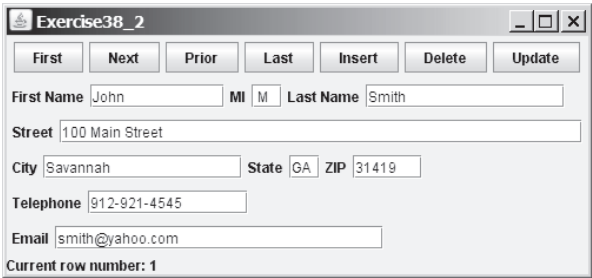 Exercise38_2
First Next Prior Last Insert Delete Update
First Name John MI M Last Name Smith
Street 100 Main Street
City Savannah State GA ZIP 31419
Telephone 912-921-4545
Email smith@yahoo.com
Current row number: 1